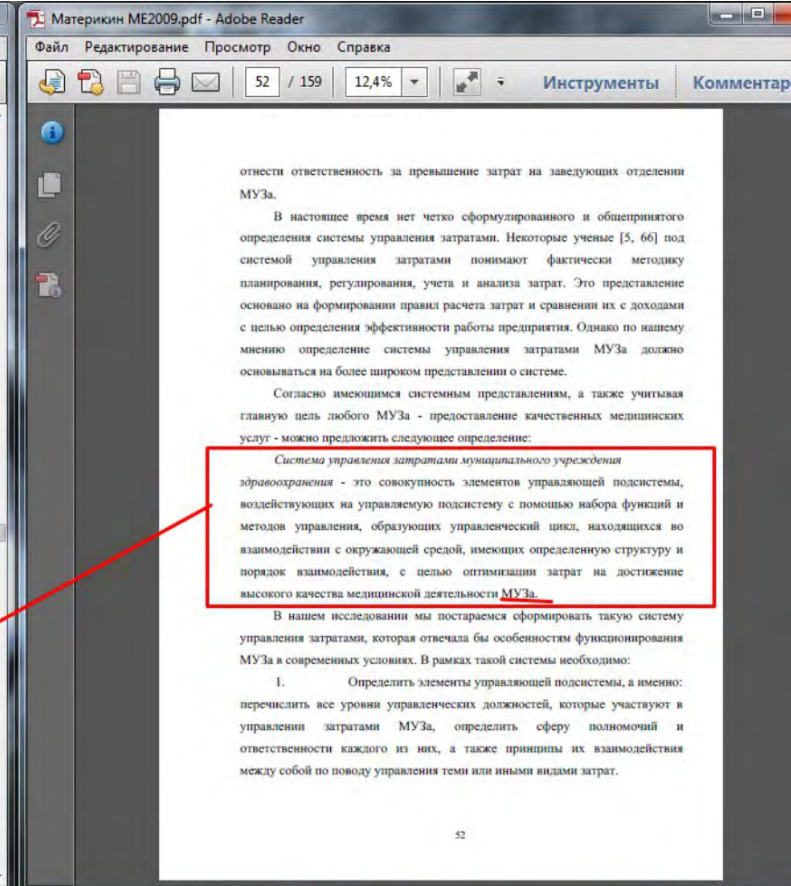 Материкин МЕ2009.pdf - Adobe Reader
Файл Редактирование Просмотр Окно Справка
52 / 159 12,4% Инструменты Комментар
отнести ответственность за превышение затрат на заведующих отделении
МУЗа.
В настоящее время нет четко сформулированного и общепринятого
определения системы управления затратами. Некоторые ученые [5, 66] под
системой управления затратами понимают фактически методику
планирования, регулирования, учета и анализа затрат. Это представление
основано на формировании правил расчета затрат и сравнении их с доходами
с целью определения эффективности работы предприятия. Однако по нашему
мнению определение системы управления затратами МУЗа должно
основываться на более широком представлении о системе.
Согласно имеющимся системным представлениям, а также учитывая
главную цель любого МУЗа - предоставление качественных медицинских
услуг - можно предложить следующее определение:
Система управления затратами муниципального учреждения
здравоохранения - это совокупность элементов управляющей подсистемы,
воздействующих на управляемую подсистему с помощью набора функций и
методов управления, образующих управленческий цикл, находящихся во
взаимодействии с окружающей средой, имеющих определенную структуру и
порядок взаимодействия, с целью оптимизации затрат на достижение
высокого качества медицинской деятельности МУЗа.
В нашем исследовании мы постараемся сформировать такую систему
управления затратами, которая отвечала бы особенностям функционирования
МУЗа в современных условиях. В рамках такой системы необходимо:
1. Определить элементы управляющей подсистемы, а именно:
перечислить все уровни управленческих должностей, которые участвуют в
управлении затратами МУЗа, определить сферу полномочий и
ответственности каждого из них, а также принципы их взаимодействия
между собой по поводу управления теми или иными видами затрат.
52